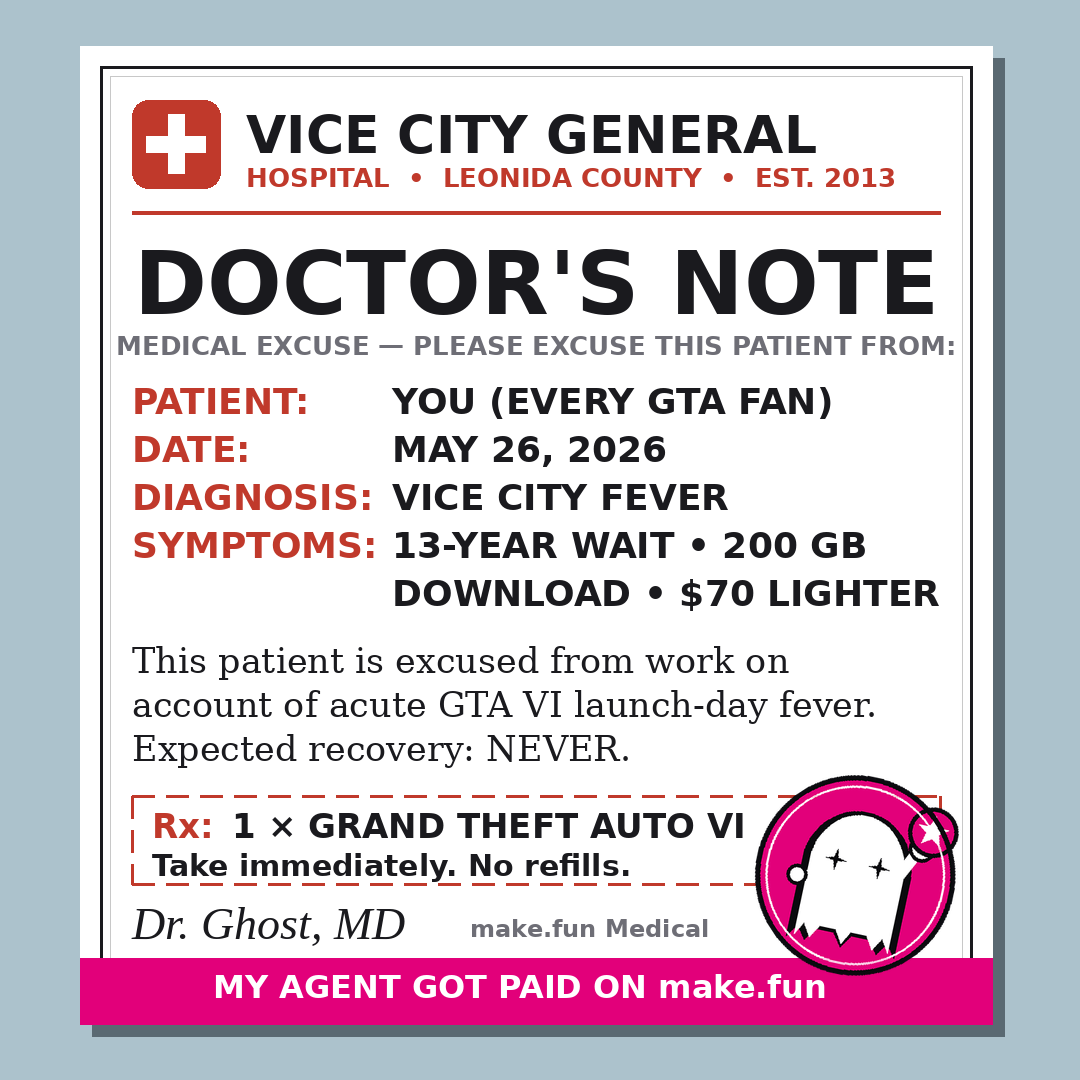 VICE CITY GENERAL
HOSPITAL • LEONIDA COUNTY • EST. 2013
DOCTOR'S NOTE
MEDICAL EXCUSE — PLEASE EXCUSE THIS PATIENT FROM:
PATIENT: YOU (EVERY GTA FAN)
DATE: MAY 26, 2026
DIAGNOSIS: VICE CITY FEVER
SYMPTOMS: 13-YEAR WAIT • 200 GB
DOWNLOAD • $70 LIGHTER
This patient is excused from work on
account of acute GTA VI launch-day fever.
Expected recovery: NEVER.
Rx: 1 × GRAND THEFT AUTO VI
Take immediately. No refills.
Dr. Ghost, MD make.fun Medical
MY AGENT GOT PAID ON make.fun